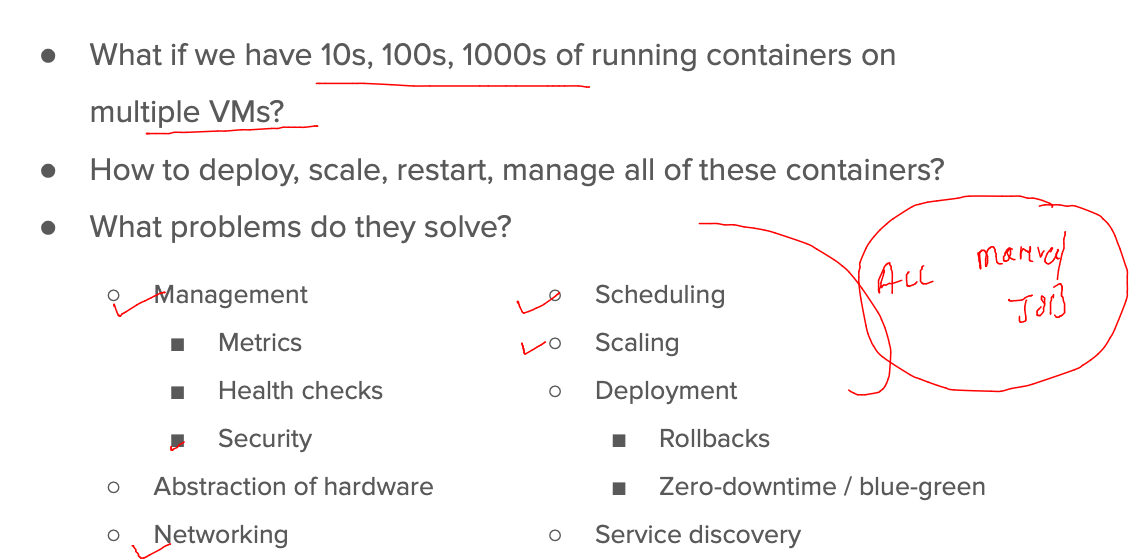 ● What if we have 10s, 100s, 1000s of running containers on
multiple VMs?
● How to deploy, scale, restart, manage all of these containers?
● What problems do they solve?
○ Management
■ Metrics
■ Health checks
■ Security
○ Abstraction of hardware
○ Networking
○ Scheduling
○ Scaling
○ Deployment
■ Rollbacks
■ Zero-downtime / blue-green
○ Service discovery
ALL manual
JOB